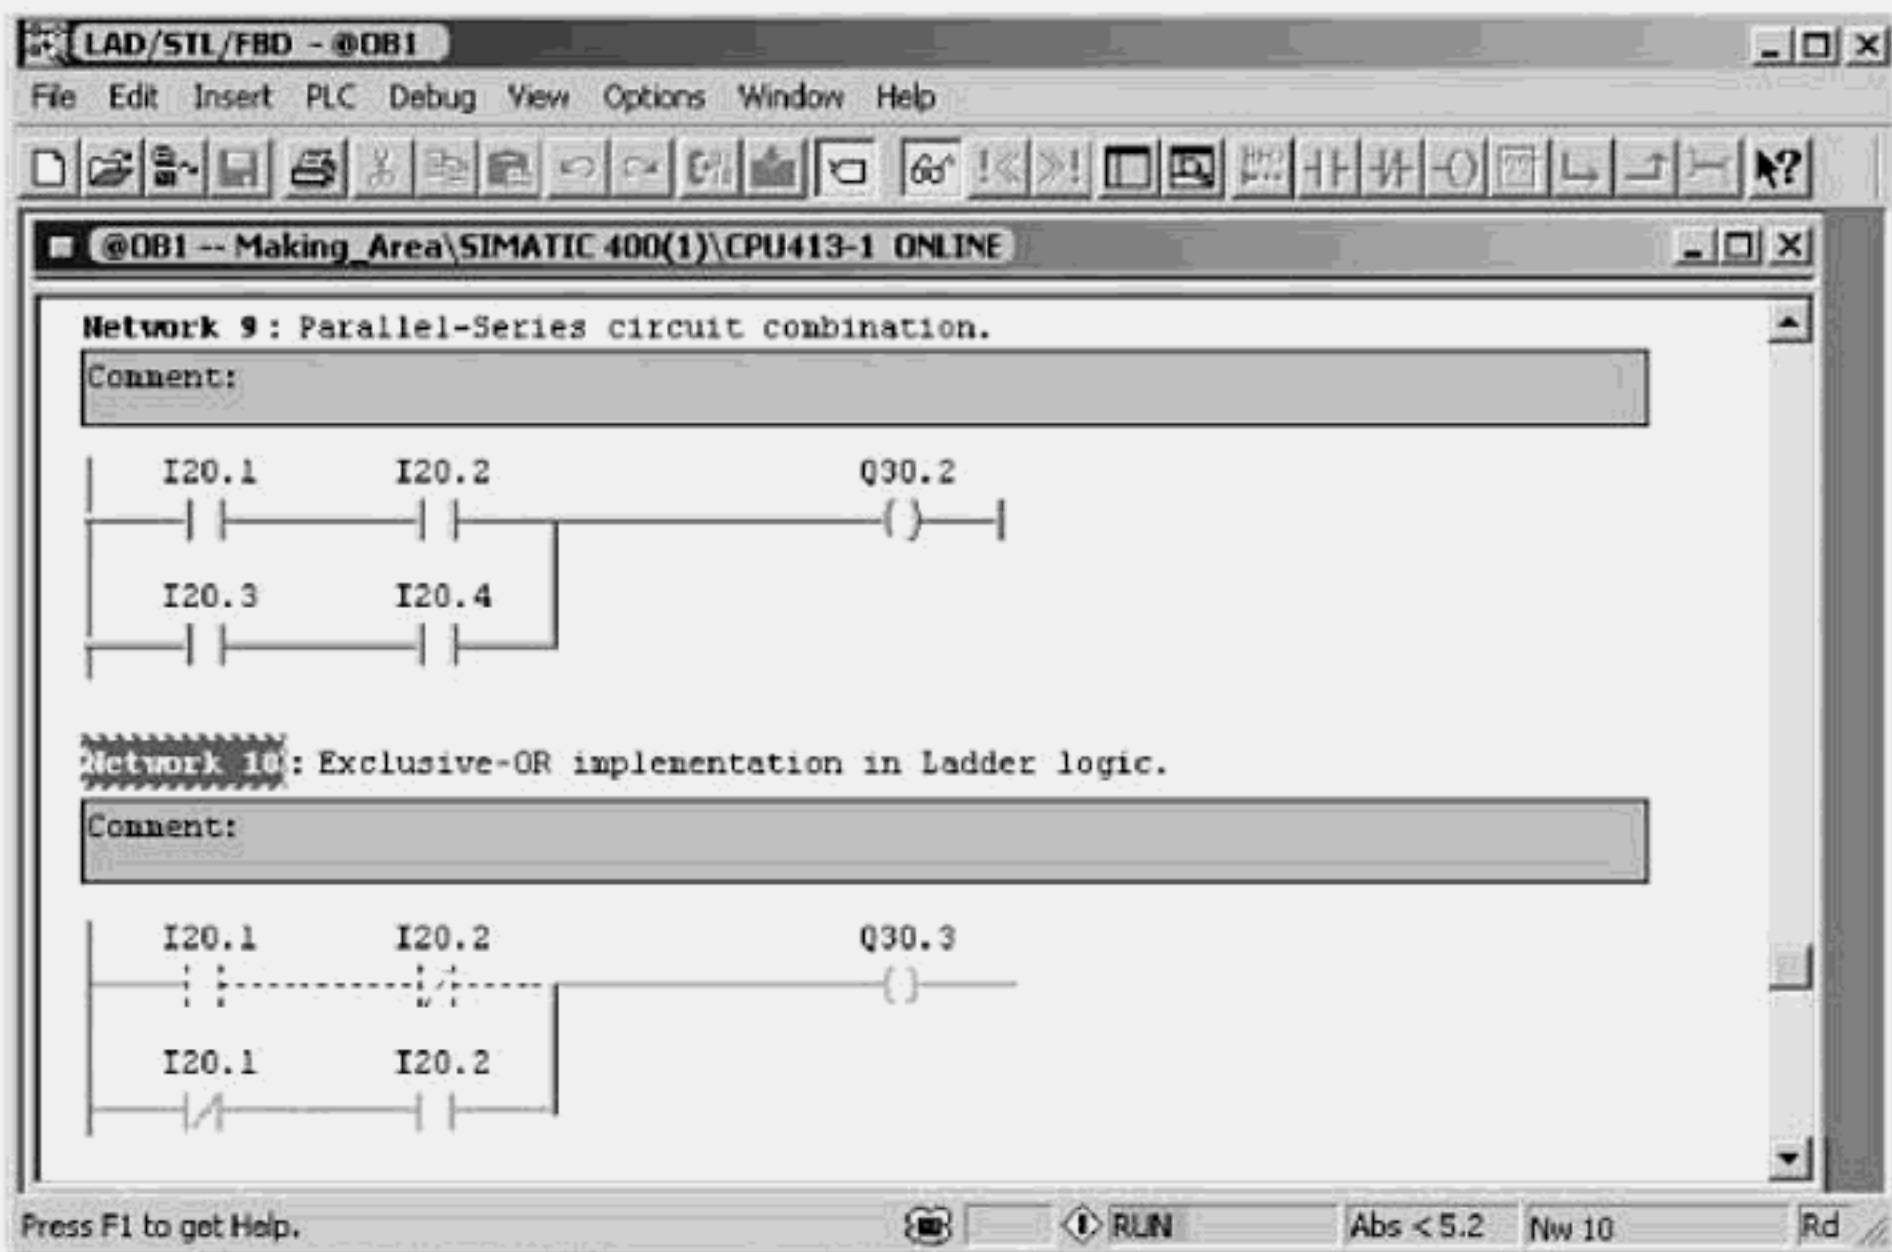 LAD/STL/FBD - @OB1
File Edit Insert PLC Debug View Options Window Help
@OB1 -- Making_Area\SIMATIC 400(1)\CPU413-1 ONLINE
Network 9: Parallel-Series circuit combination.
Comment:
I20.1 I20.2 Q30.2
I20.3 I20.4
Network 10: Exclusive-OR implementation in Ladder logic.
Comment:
I20.1 I20.2 Q30.3
I20.1 I20.2
Press F1 to get Help. RUN Abs < 5.2 Nw 10 Rd